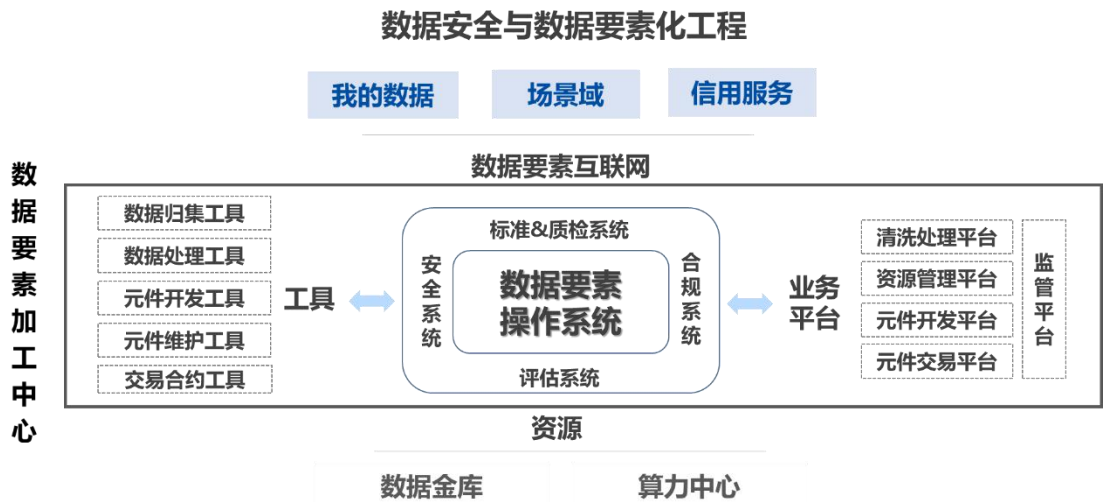 数据安全与数据要素化工程
我的数据
场景域
信用服务
数据要素互联网
数据要素加工中心
数据归集工具
数据处理工具
元件开发工具
元件维护工具
交易合约工具
工具
标准&质检系统
安全系统
数据要素
操作系统
合规系统
评估系统
业务
平台
清洗处理平台
资源管理平台
元件开发平台
元件交易平台
监管平台
资源
数据金库
算力中心